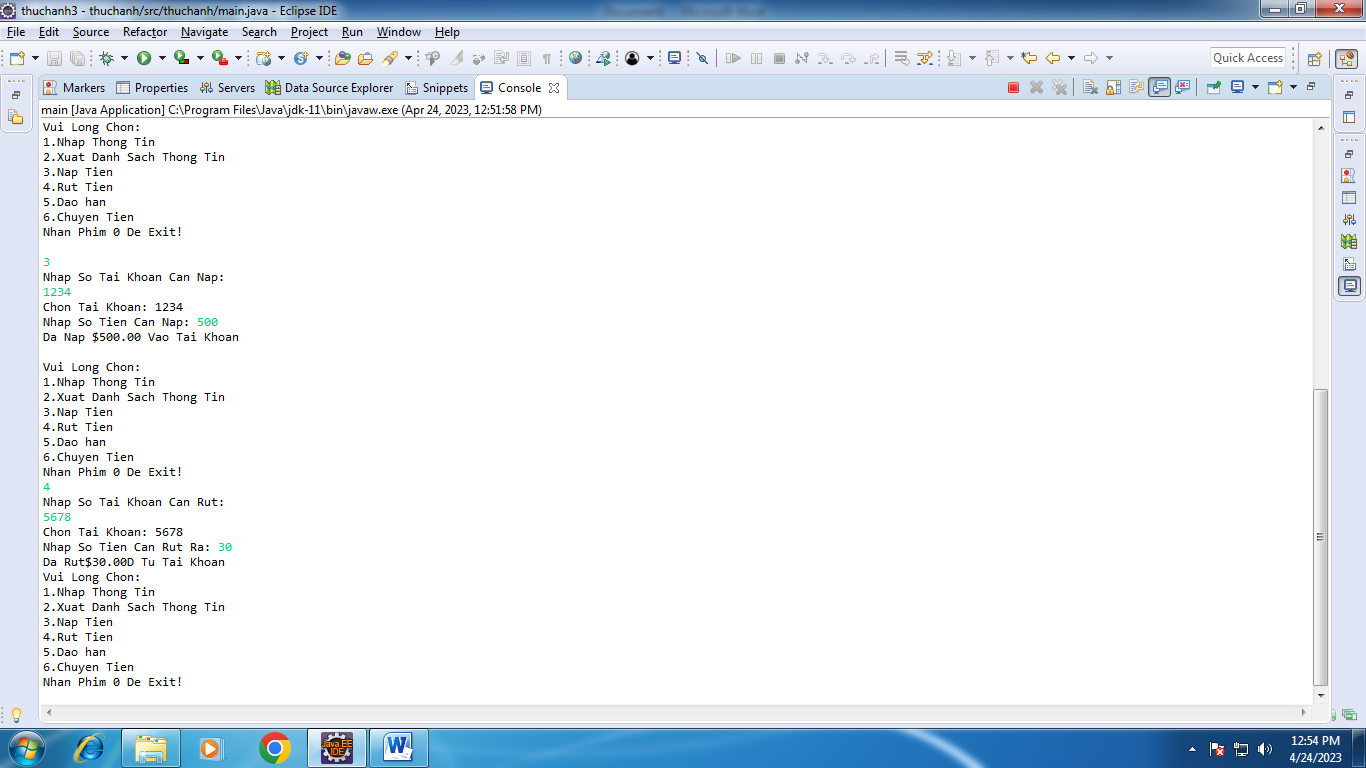 thuchanh3 - thuchanh/src/thuchanh/main.java - Eclipse IDE
File Edit Source Refactor Navigate Search Project Run Window Help
Quick Access
Markers Properties Servers Data Source Explorer Snippets Console
main [Java Application] C:\Program Files\Java\jdk-11\bin\javaw.exe (Apr 24, 2023, 12:51:58 PM)
Vui Long Chon:
1.Nhap Thong Tin
2.Xuat Danh Sach Thong Tin
3.Nap Tien
4.Rut Tien
5.Dao han
6.Chuyen Tien
Nhan Phim 0 De Exit!
3
Nhap So Tai Khoan Can Nap:
1234
Chon Tai Khoan: 1234
Nhap So Tien Can Nap: 500
Da Nap $500.00 Vao Tai Khoan
Vui Long Chon:
1.Nhap Thong Tin
2.Xuat Danh Sach Thong Tin
3.Nap Tien
4.Rut Tien
5.Dao han
6.Chuyen Tien
Nhan Phim 0 De Exit!
4
Nhap So Tai Khoan Can Rut:
5678
Chon Tai Khoan: 5678
Nhap So Tien Can Rut Ra: 30
Da Rut$30.00D Tu Tai Khoan
Vui Long Chon:
1.Nhap Thong Tin
2.Xuat Danh Sach Thong Tin
3.Nap Tien
4.Rut Tien
5.Dao han
6.Chuyen Tien
Nhan Phim 0 De Exit!
Java EE
IDE
12:54 PM
4/24/2023